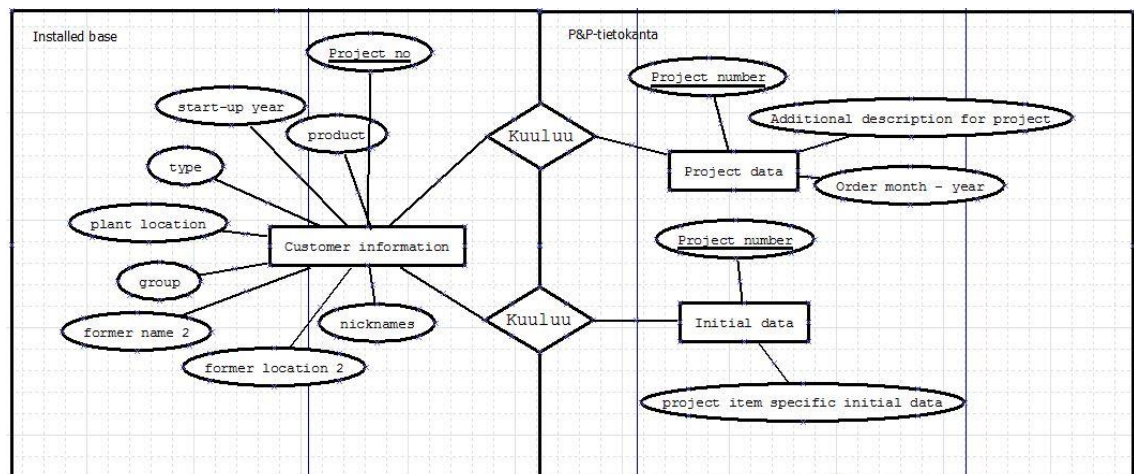 Installed base
Project no
start-up year
product
type
plant location
Customer information
group
former name 2
nicknames
former location 2
Kuuluu
Kuuluu
P&P-tietokanta
Project number
Additional description for project
Project data
Order month - year
Project number
Initial data
project item specific initial data